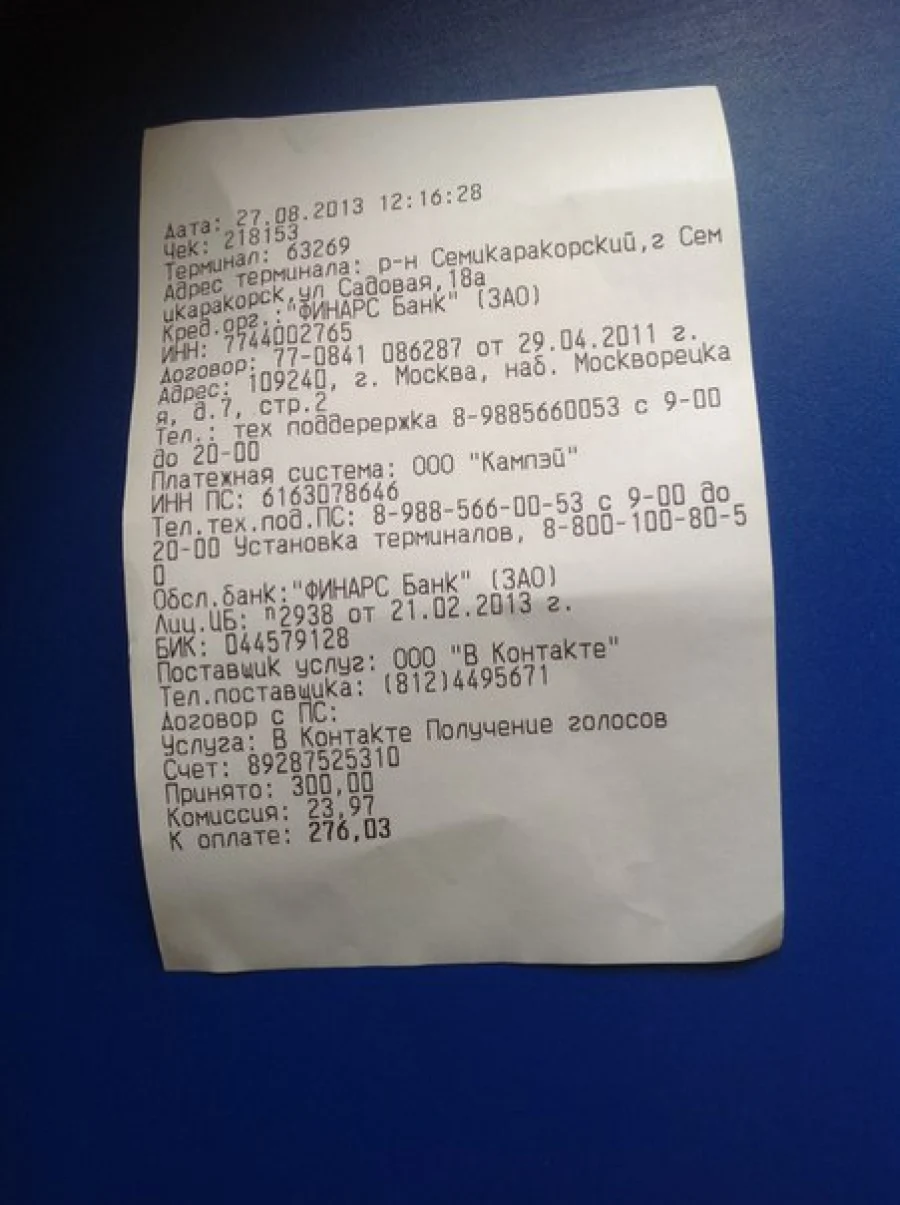 Дата: 27.08.2013 12:16:28
Чек: 218153
Терминал: 63269
Адрес терминала: р-н Семикаракорский,г Сем
икаракорск,ул Садовая,18а
Кред.орг.:"ФИНАРС Банк" (ЗАО)
ИНН: 7744002765
Договор: 77-0841 086287 от 29.04.2011 г.
Адрес: 109240, г. Москва, наб. Москворецка
я, д.7, стр.2
Тел.: тех поддерержка 8-9885660053 с 9-00
до 20-00
Платежная система: ООО "Кампэй"
ИНН ПС: 6163078646
Тел.тех.под.ПС: 8-988-566-00-53 с 9-00 до
20-00 Установка терминалов, 8-800-100-80-5
0
Обсл.банк:"ФИНАРС Банк" (ЗАО)
Лиц.ЦБ: п2938 от 21.02.2013 г.
БИК: 044579128
Поставщик услуг: ООО "В Контакте"
Тел.поставщика: (812)4495671
Договор с ПС:
Услуга: В Контакте Получение голосов
Счет: 89287525310
Принято: 300,00
Комиссия: 23,97
К оплате: 276,03